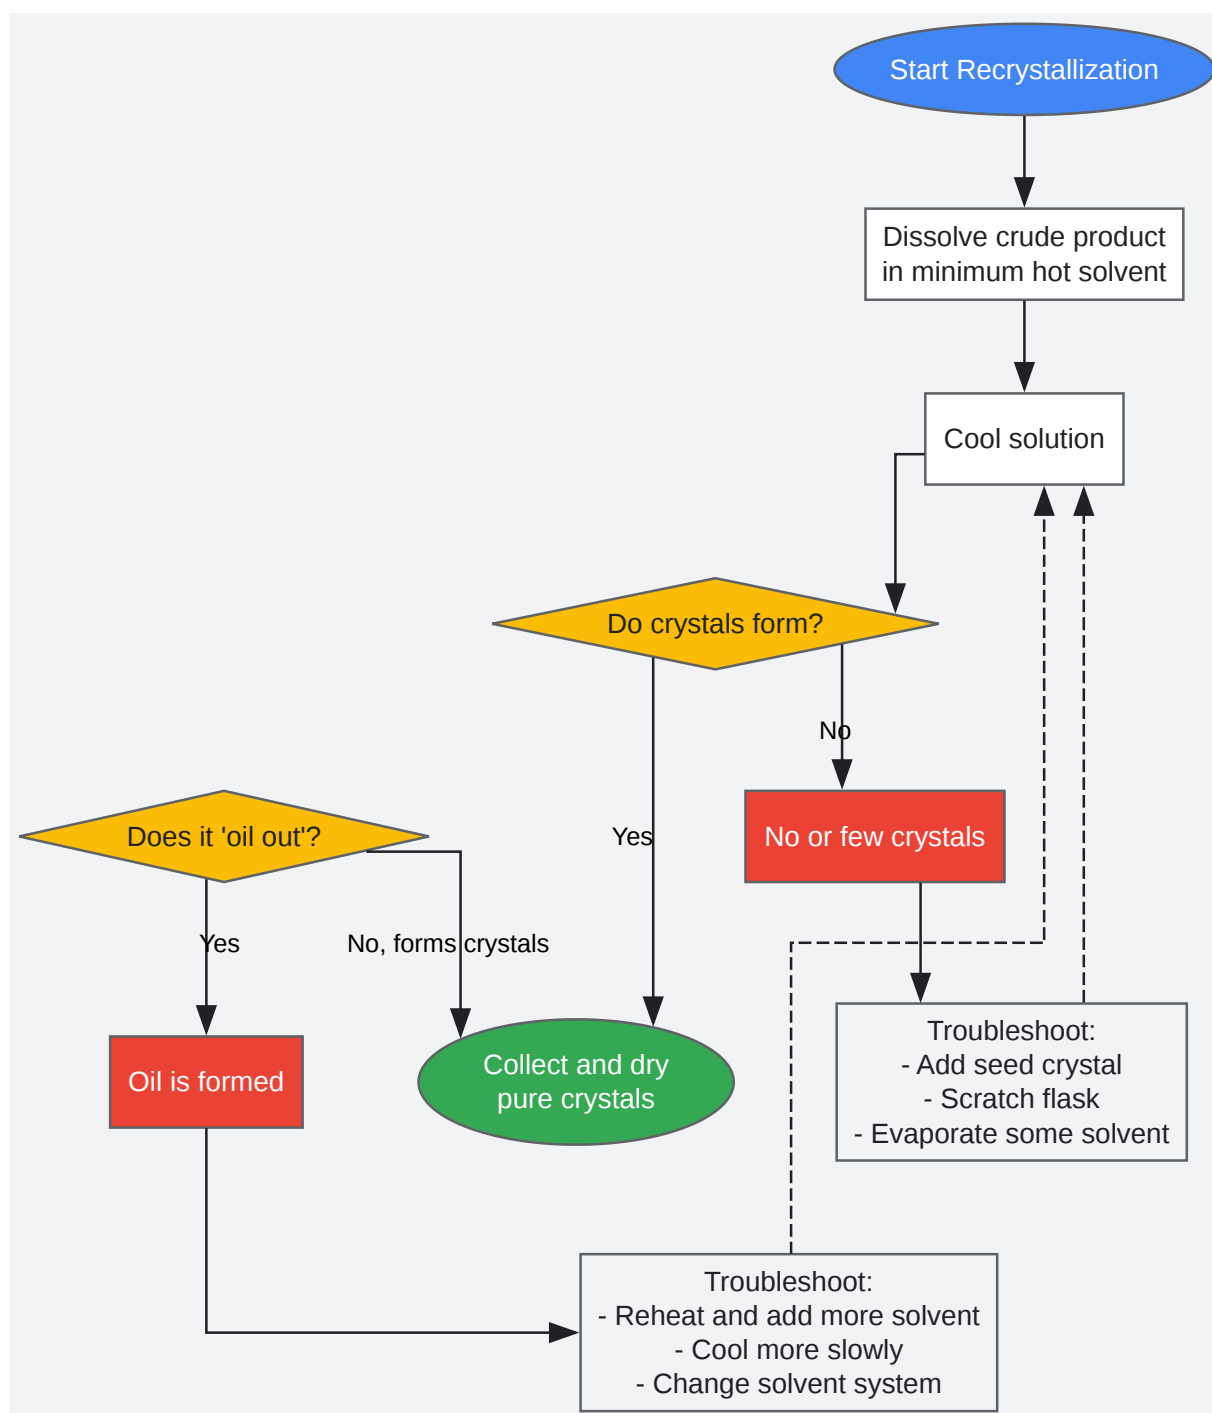 Start Recrystallization
Dissolve crude product
in minimum hot solvent
Cool solution
Do crystals form?
No
Yes
Does it 'oil out'?
No or few crystals
Yes
No, forms crystals
Oil is formed
Collect and dry
pure crystals
Troubleshoot:
- Add seed crystal
- Scratch flask
- Evaporate some solvent
Troubleshoot:
- Reheat and add more solvent
- Cool more slowly
- Change solvent system